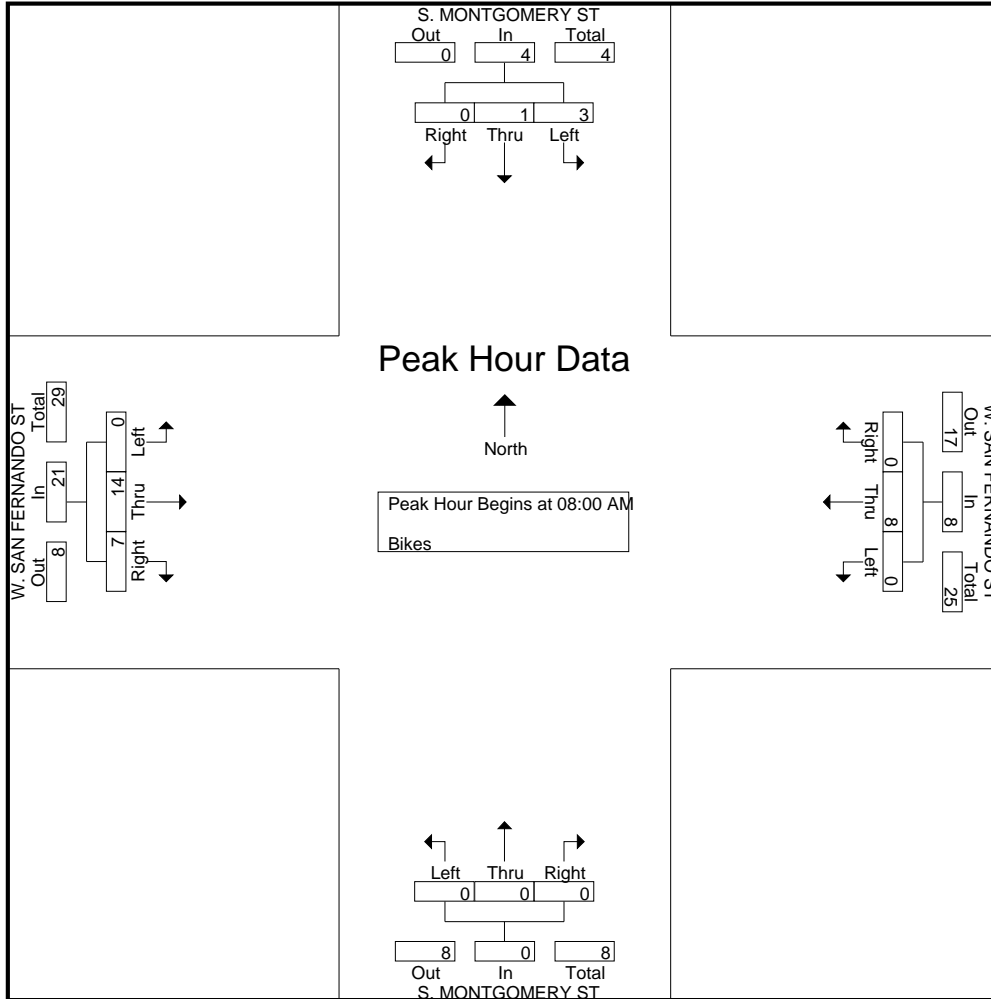 S. MONTGOMERY ST
Out In Total
0 4 4
0 1 3
Right Thru Left
Peak Hour Data
North
Peak Hour Begins at 08:00 AM
Bikes
W. SAN FERNANDO ST
Total In Out
29 21 8
0 14 7
Left Thru Right
W. SAN FERNANDO ST
Out In Total
17 8 25
0 8 0
Right Thru Left
Left Thru Right
0 0 0
8 0 8
Out In Total
S. MONTGOMERY ST